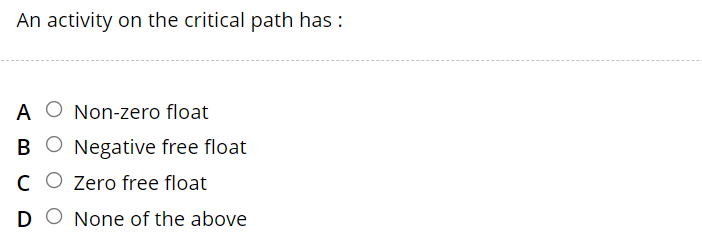 An activity on the critical path has :
A Non-zero float
B Negative free float
C Zero free float
D None of the above